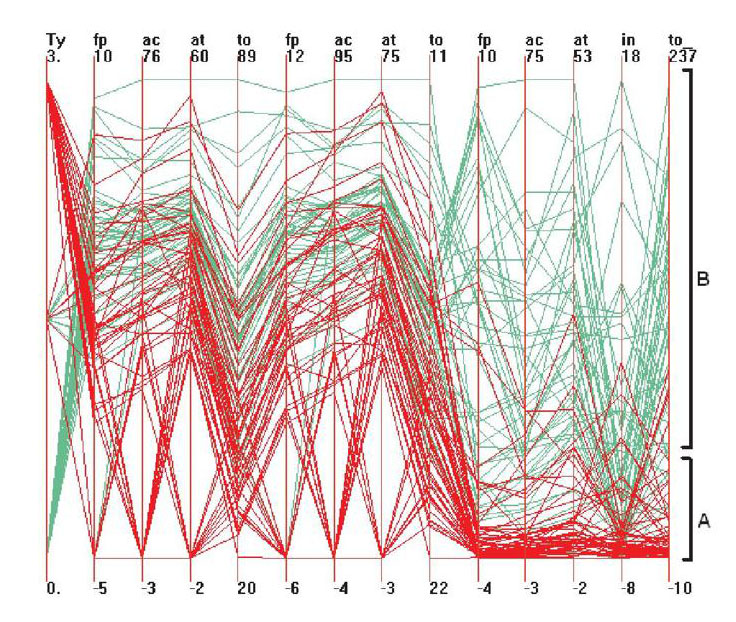 Ty fp ac at to fp ac at to fp ac at in to_
3. 10 76 60 89 12 95 75 11 10 75 53 18 237
B
A
0. -5 -3 -2 20 -6 -4 -3 22 -4 -3 -2 -8 -10